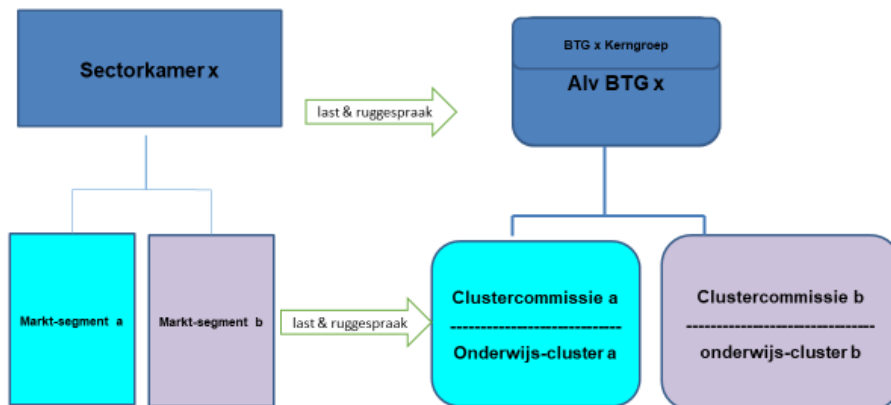 Sectorkamer x
last & ruggespraak
BTG x Kerngroep
Alv BTG x
Markt-segment a
Markt-segment b
last & ruggespraak
Clustercommissie a
------------------------------
Onderwijs-cluster a
Clustercommissie b
---------------------------------
onderwijs-cluster b